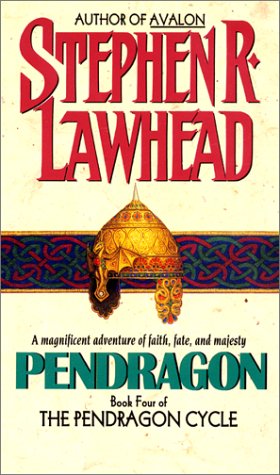 AUTHOR OF AVALON
STEPHEN R.
LAWHEAD
A magnificent adventure of faith, fate, and majesty
PENDRAGON
Book Four of
THE PENDRAGON CYCLE